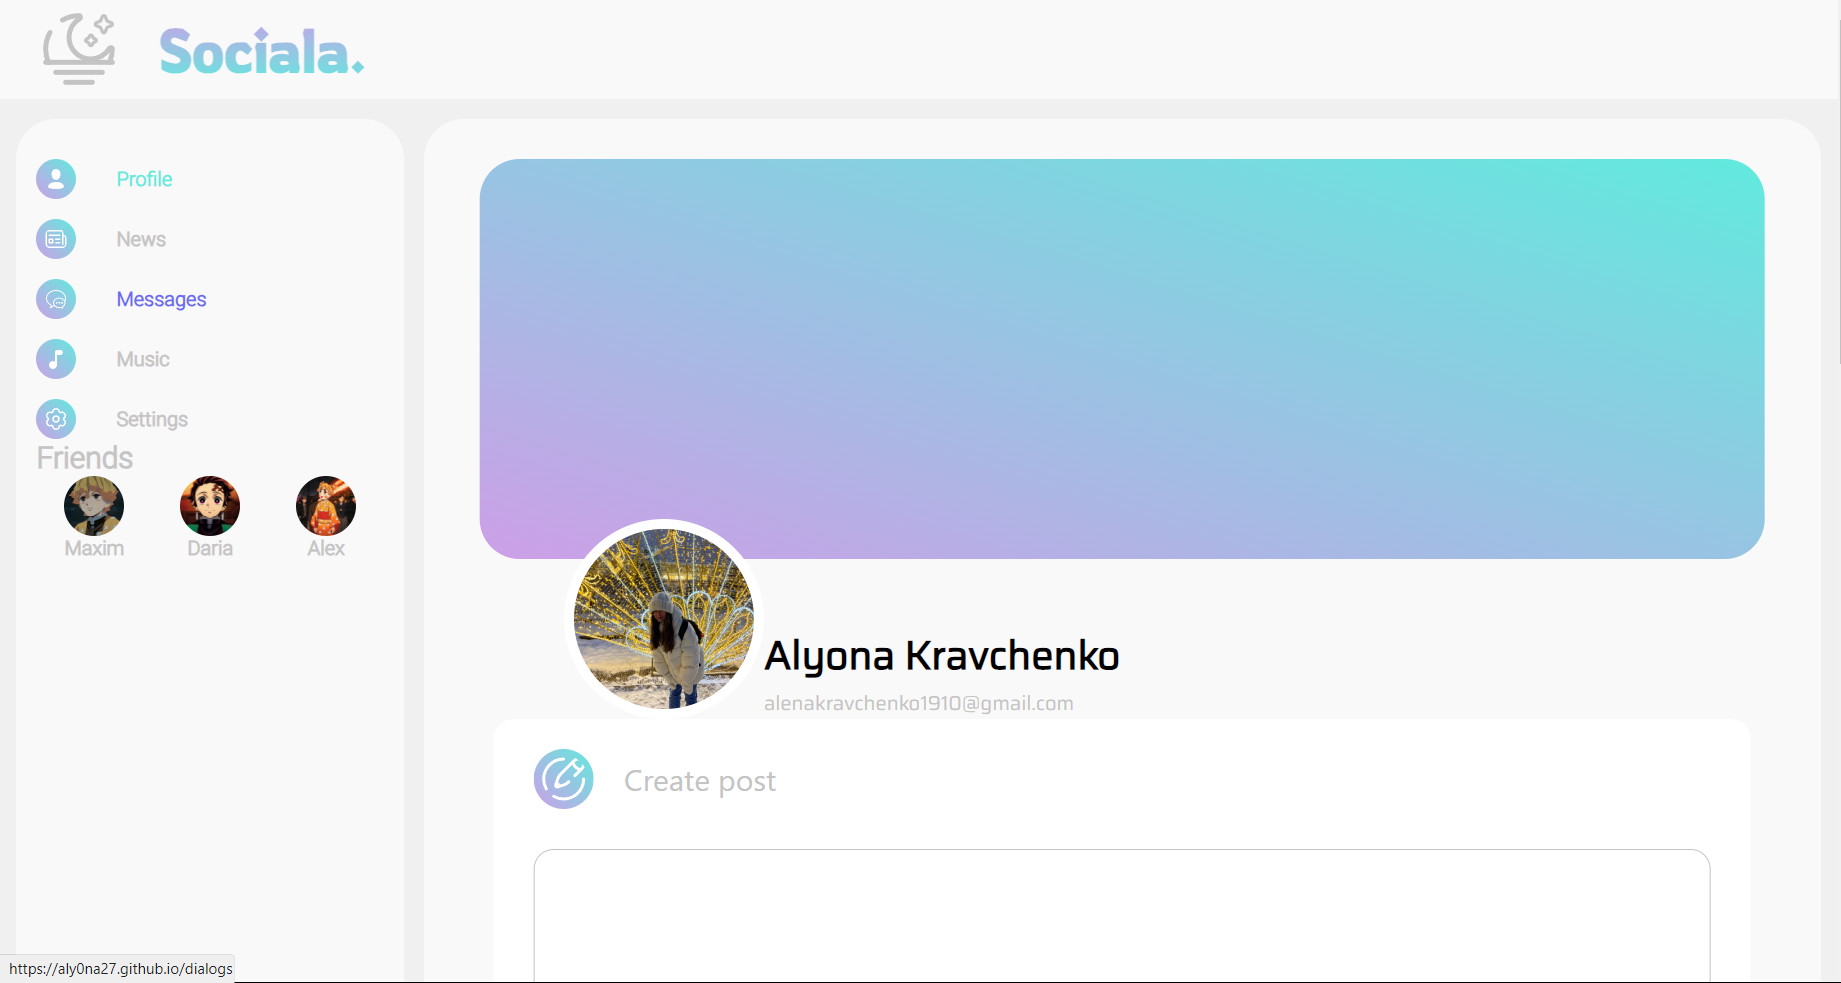 Sociala.
Profile
News
Messages
Music
Settings
Friends
Maxim
Daria
Alex
Alyona Kravchenko
alenakravchenko1910@gmail.com
Create post
https://aly0na27.github.io/dialogs